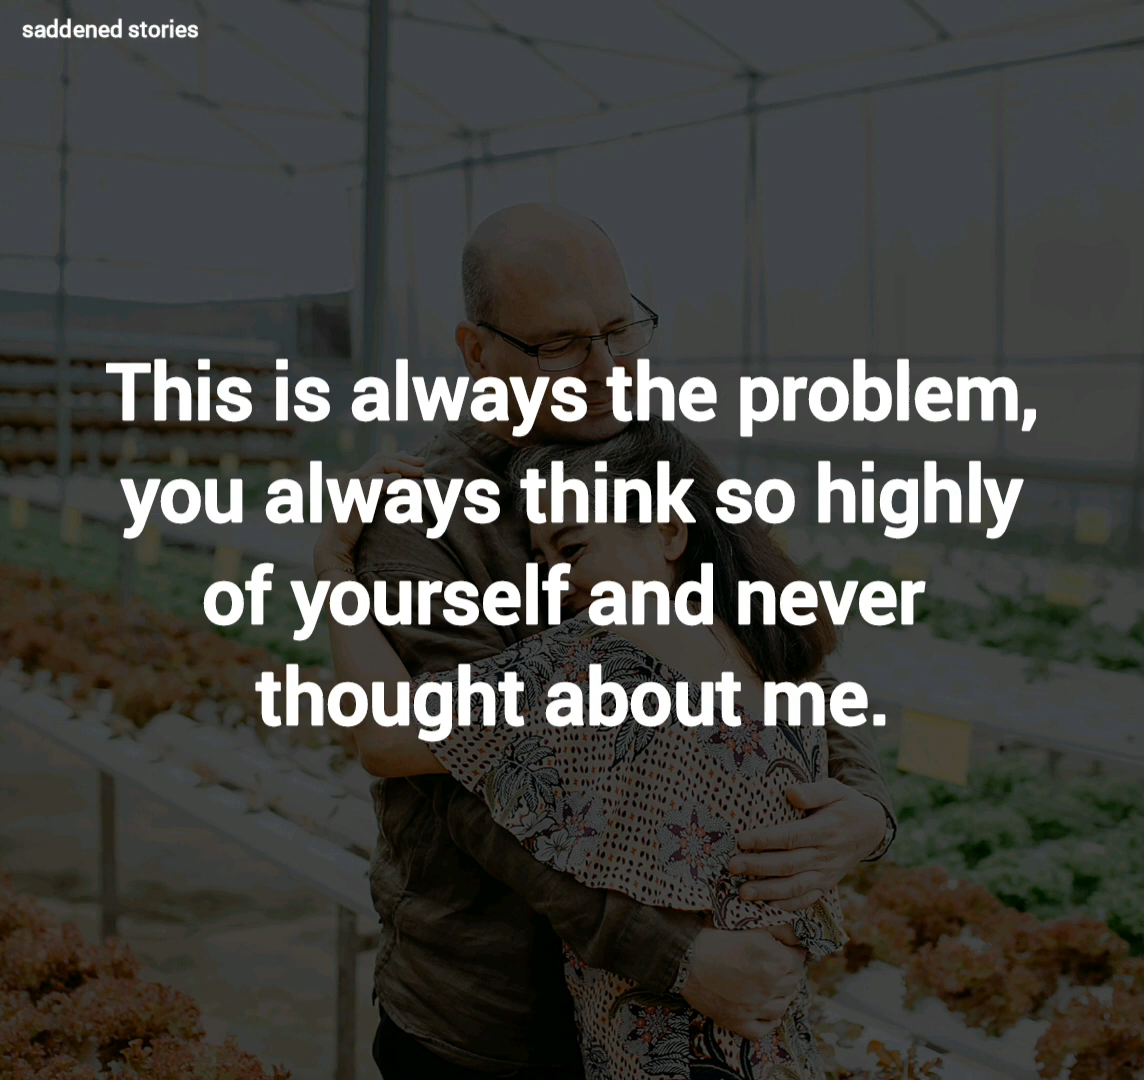 saddened stories
This is always the problem,
you always think so highly
of yourself and never
thought about me.